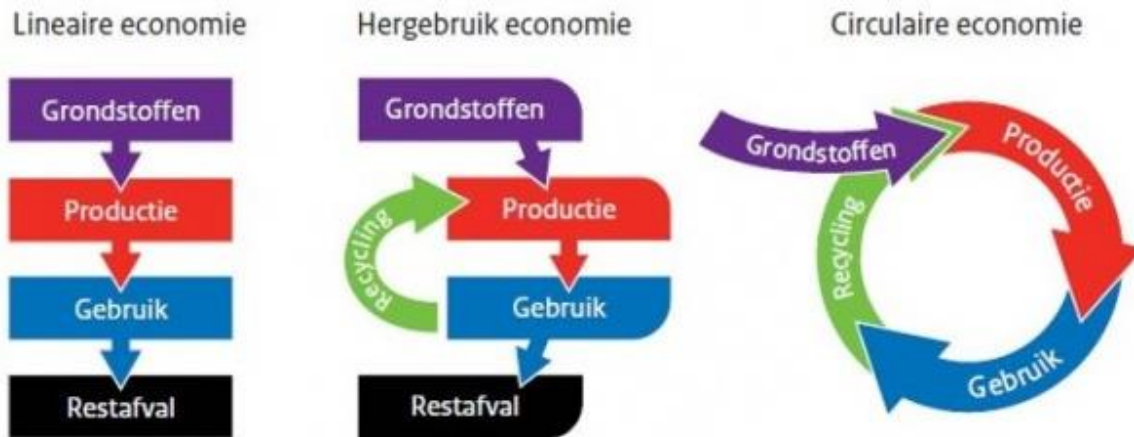 Lineaire economie
Grondstoffen
Productie
Gebruik
Restafval
Hergebruik economie
Grondstoffen
Productie
Recycling
Gebruik
Restafval
Circulaire economie
Grondstoffen
Productie
Gebruik
Recycling